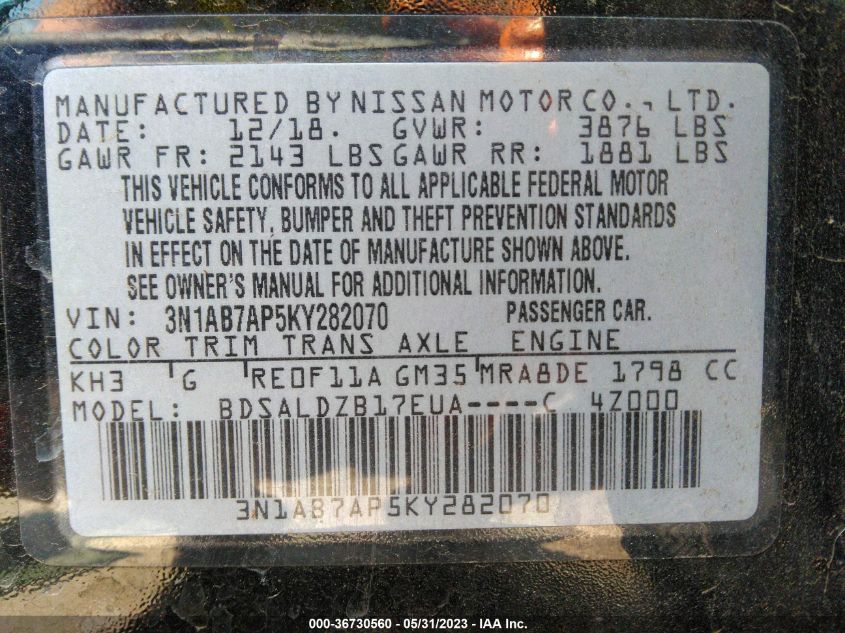 MANUFACTURED BY NISSAN MOTOR CO., LTD.
DATE: 12/18. GVWR: 3876 LBS
GAWR FR: 2143 LBS GAWR RR: 1881 LBS
THIS VEHICLE CONFORMS TO ALL APPLICABLE FEDERAL MOTOR
VEHICLE SAFETY, BUMPER AND THEFT PREVENTION STANDARDS
IN EFFECT ON THE DATE OF MANUFACTURE SHOWN ABOVE.
SEE OWNER'S MANUAL FOR ADDITIONAL INFORMATION.
VIN: 3N1AB7AP5KY282070 PASSENGER CAR.
COLOR TRIM TRANS AXLE ENGINE
KH3 G RE0F11A GM35 MRA8DE 1798 CC
MODEL: BDSALDZB17EUA----C 4Z000
3N1AB7AP5KY282070
000-36730560 - 05/31/2023 - IAA Inc.